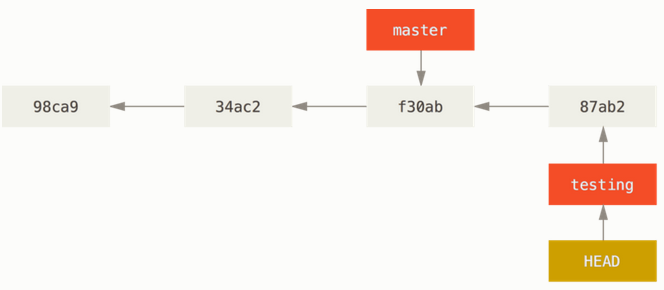 master
98ca9
34ac2
f30ab
87ab2
testing
HEAD